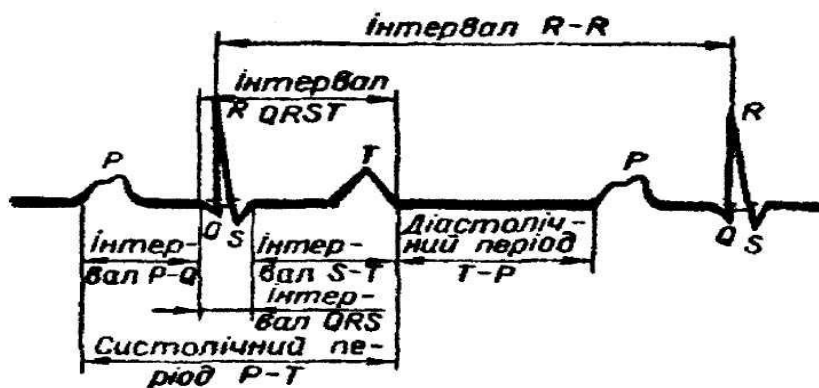 Інтервал R-R
Інтервал
QRST
R
R
P
T
P
Q
S
Q
S
Інтер-
вал P-Q
Інтер-
вал S-T
Діастоліч-
ний період
T-P
Інтер-
вал QRS
Систолічний пе-
ріод P-T